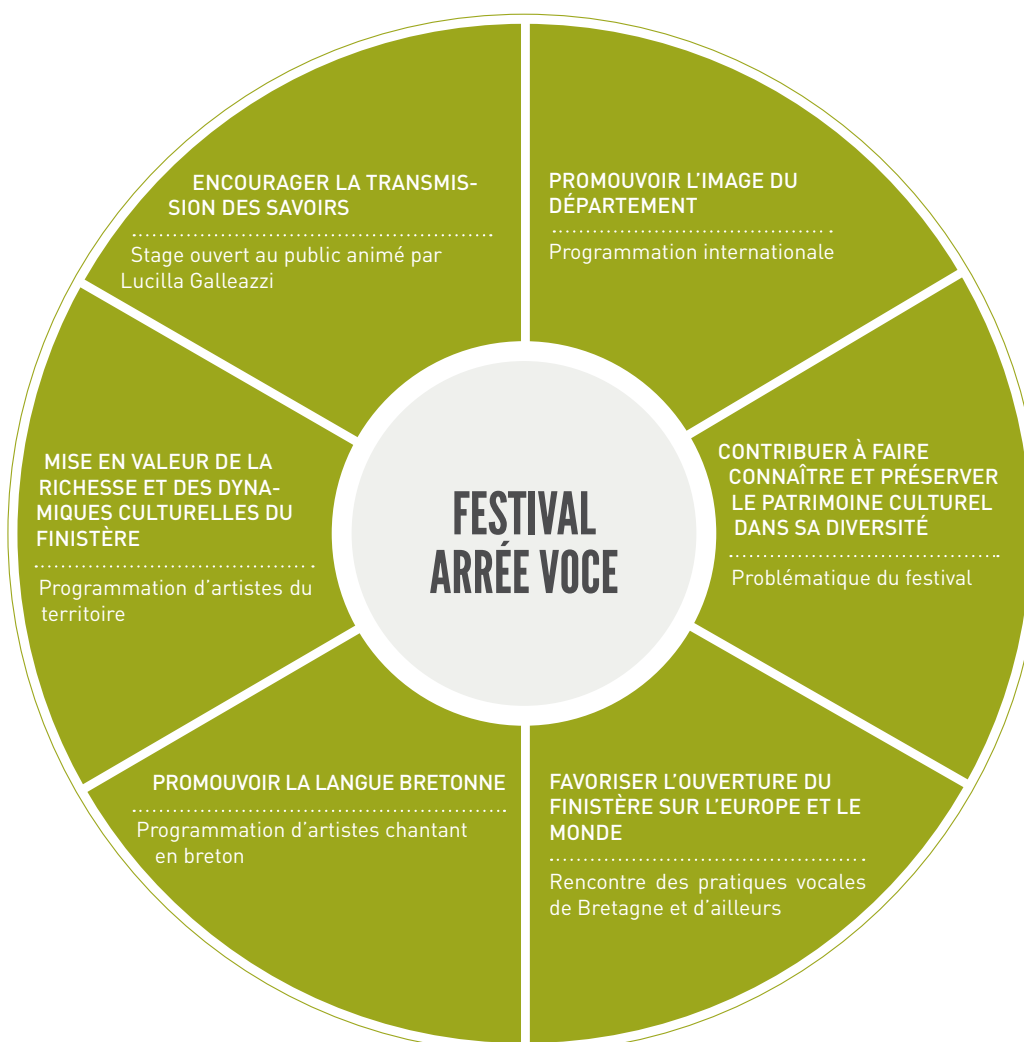 ENCOURAGER LA TRANSMIS-
SION DES SAVOIRS
Stage ouvert au public animé par
Lucilla Galleazzi
PROMOUVOIR L'IMAGE DU
DÉPARTEMENT
Programmation internationale
MISE EN VALEUR DE LA
RICHESSE ET DES DYNA-
MIQUES CULTURELLES DU
FINISTÈRE
Programmation d'artistes du
territoire
FESTIVAL
ARRÉE VOCE
CONTRIBUER À FAIRE
CONNAÎTRE ET PRÉSERVER
LE PATRIMOINE CULTUREL
DANS SA DIVERSITÉ
Problématique du festival
PROMOUVOIR LA LANGUE BRETONNE
Programmation d'artistes chantant
en breton
FAVORISER L'OUVERTURE DU
FINISTÈRE SUR L'EUROPE ET LE
MONDE
Rencontre des pratiques vocales
de Bretagne et d'ailleurs